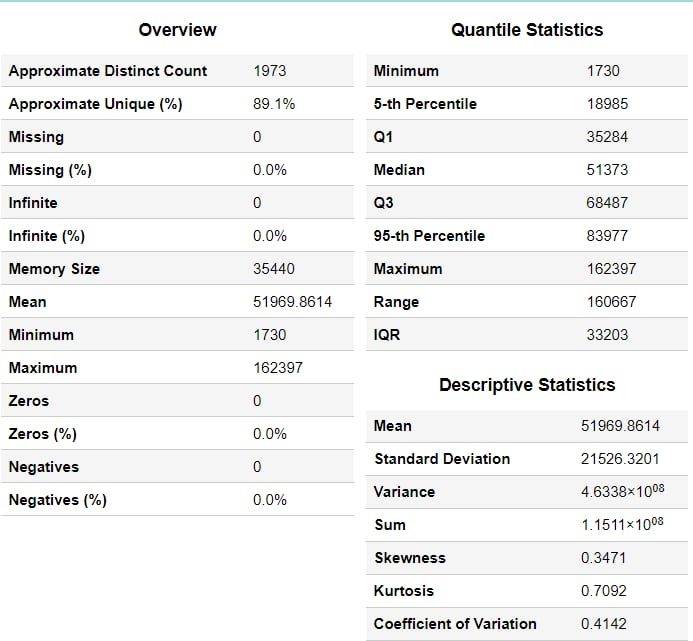 Overview
Approximate Distinct Count 1973
Approximate Unique (%) 89.1%
Missing 0
Missing (%) 0.0%
Infinite 0
Infinite (%) 0.0%
Memory Size 35440
Mean 51969.8614
Minimum 1730
Maximum 162397
Zeros 0
Zeros (%) 0.0%
Negatives 0
Negatives (%) 0.0%
Quantile Statistics
Minimum 1730
5-th Percentile 18985
Q1 35284
Median 51373
Q3 68487
95-th Percentile 83977
Maximum 162397
Range 160667
IQR 33203
Descriptive Statistics
Mean 51969.8614
Standard Deviation 21526.3201
Variance 4.6338×10⁰⁸
Sum 1.1511×10⁰⁸
Skewness 0.3471
Kurtosis 0.7092
Coefficient of Variation 0.4142